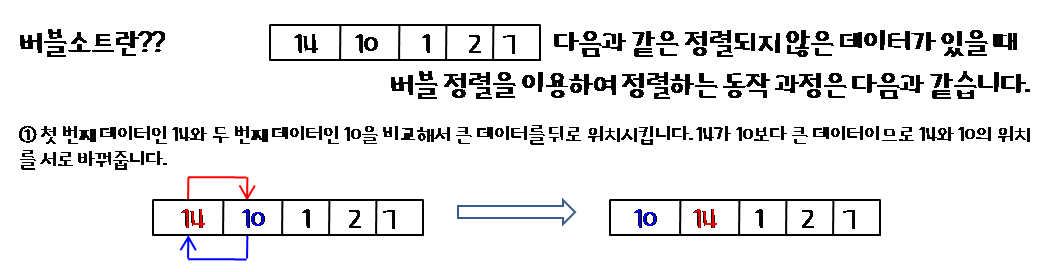 버블소트란?? 14 10 1 2 7 다음과 같은 정렬되지 않은 데이터가 있을 때
버블 정렬을 이용하여 정렬하는 동작 과정은 다음과 같습니다.
① 첫 번째 데이터인 14와 두 번째 데이터인 10을 비교해서 큰 데이터를 뒤로 위치시킵니다. 14가 10보다 큰 데이터이므로 14와 10의 위치
를 서로 바꿔줍니다.
14 10 1 2 7 10 14 1 2 7